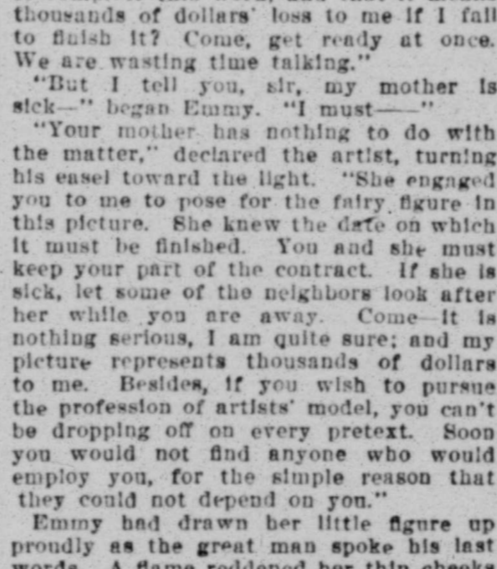 thousands of dollars' loss to me if I fail
to finish it? Come, get ready at once.
We are wasting time talking."
"But I tell you, sir, my mother is
sick—" began Emmy. "I must——"
"Your mother has nothing to do with
the matter," declared the artist, turning
his easel toward the light. "She engaged
you to me to pose for the fairy figure in
this picture. She knew the date on which
it must be finished. You and she must
keep your part of the contract. If she is
sick, let some of the neighbors look after
her while you are away. Come—it is
nothing serious, I am quite sure; and my
picture represents thousands of dollars
to me. Besides, if you wish to pursue
the profession of artists' model, you can't
be dropping off on every pretext. Soon
you would not find anyone who would
employ you, for the simple reason that
they could not depend on you."
Emmy had drawn her little figure up
proudly as the great man spoke his last
words. A flame reddened her thin cheeks